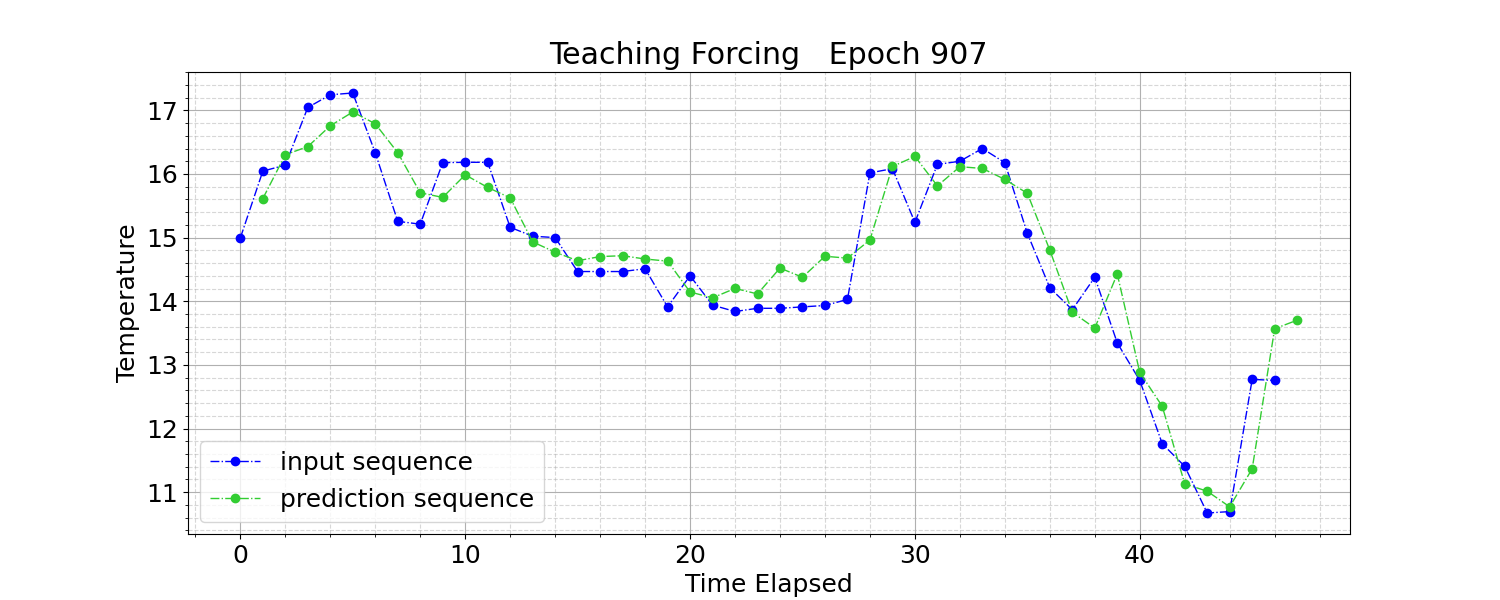 Teaching Forcing   Epoch 907
17
16
15
14
13
12
11
Temperature
input sequence
prediction sequence
0 10 20 30 40
Time Elapsed